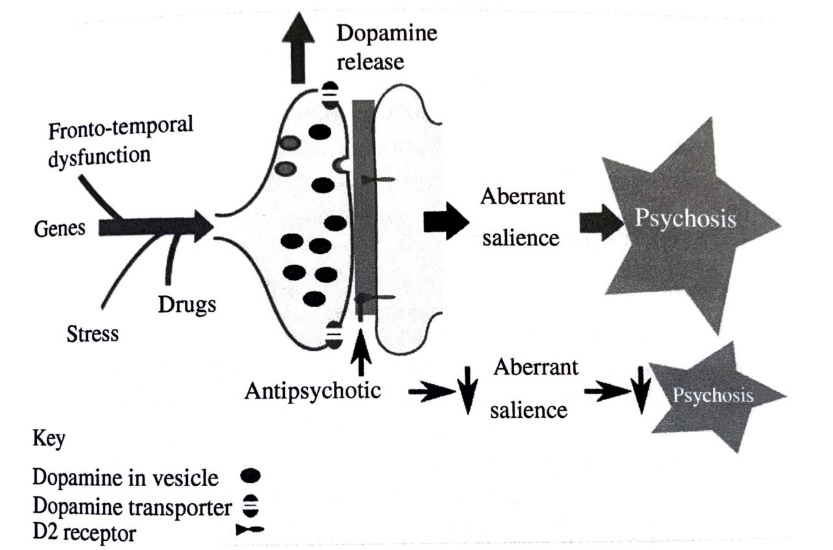 Dopamine
release
Fronto-temporal
dysfunction
Genes
Stress
Drugs
Aberrant
salience
Psychosis
Antipsychotic
Aberrant
salience
Psychosis
Key
Dopamine in vesicle
Dopamine transporter
D2 receptor